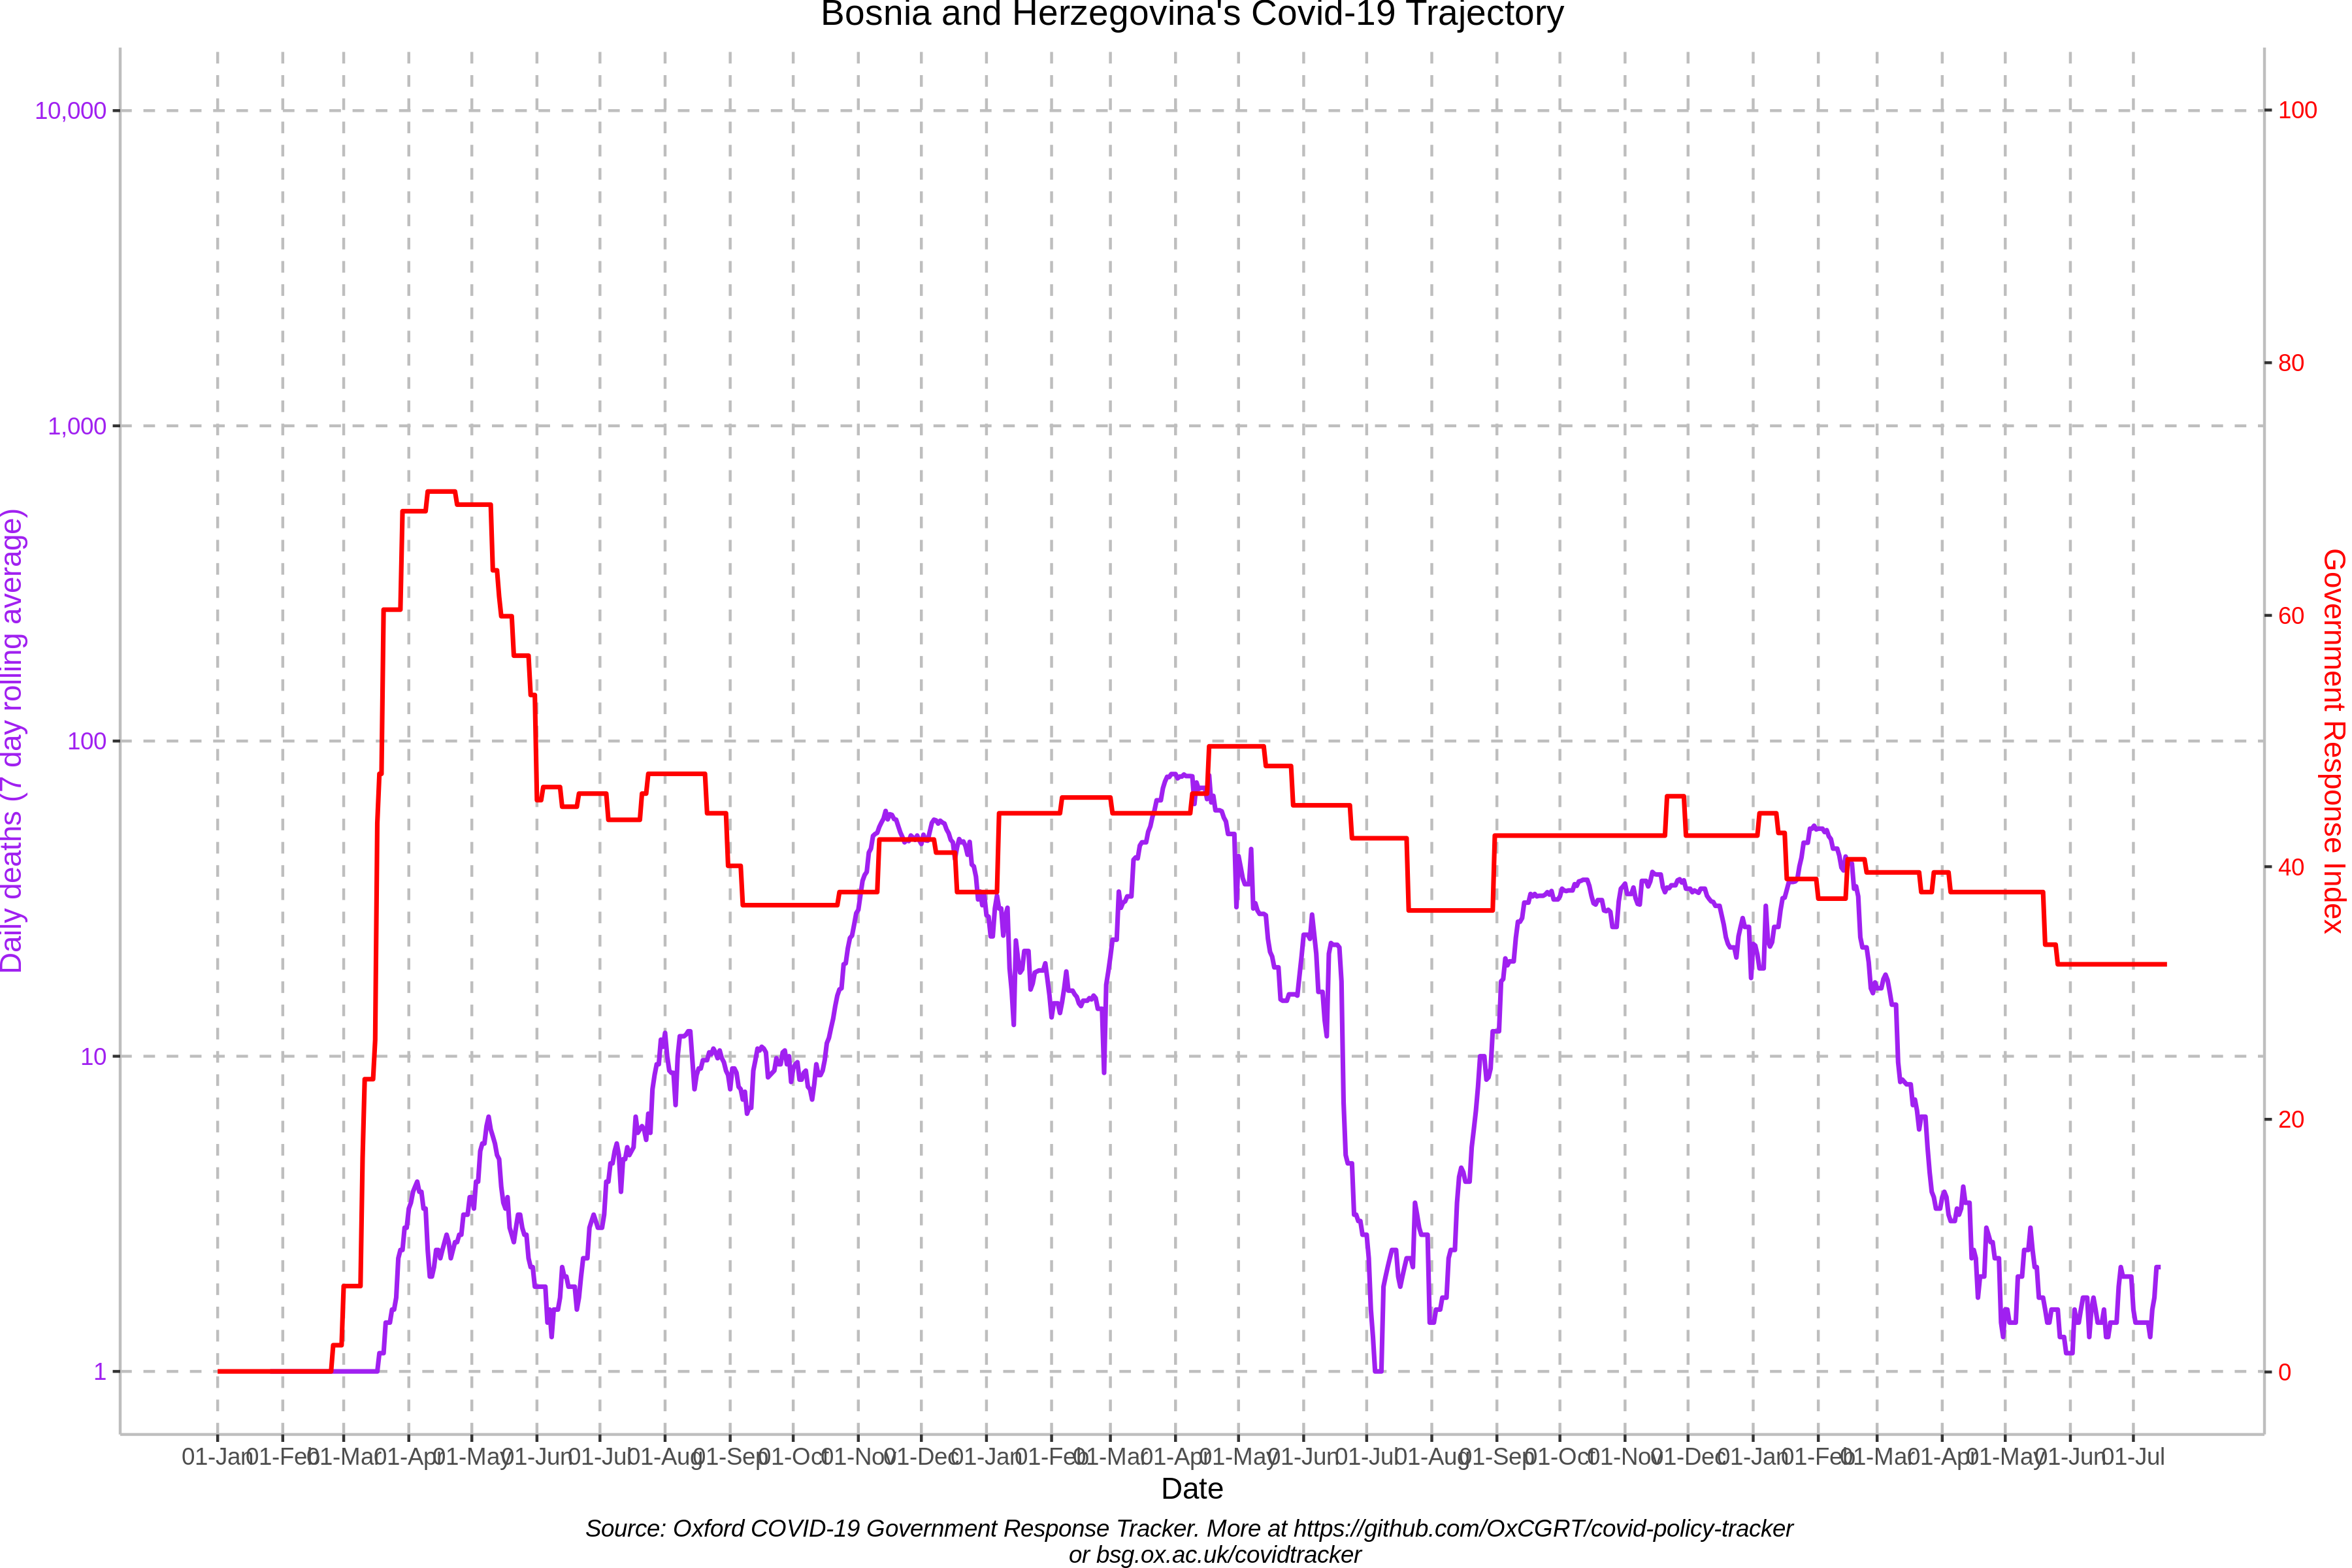 Bosnia and Herzegovina's Covid-19 Trajectory
10,000
1,000
100
10
1
Daily deaths (7 day rolling average)
100
80
60
40
20
0
Government Response Index
01-Jan 01-Feb 01-Mar 01-Apr 01-May 01-Jun 01-Jul 01-Aug 01-Sep 01-Oct 01-Nov 01-Dec 01-Jan 01-Feb 01-Mar 01-Apr 01-May 01-Jun 01-Jul 01-Aug 01-Sep 01-Oct 01-Nov 01-Dec 01-Jan 01-Feb 01-Mar 01-Apr 01-May 01-Jun 01-Jul
Date
Source: Oxford COVID-19 Government Response Tracker. More at https://github.com/OxCGRT/covid-policy-tracker
or bsg.ox.ac.uk/covidtracker